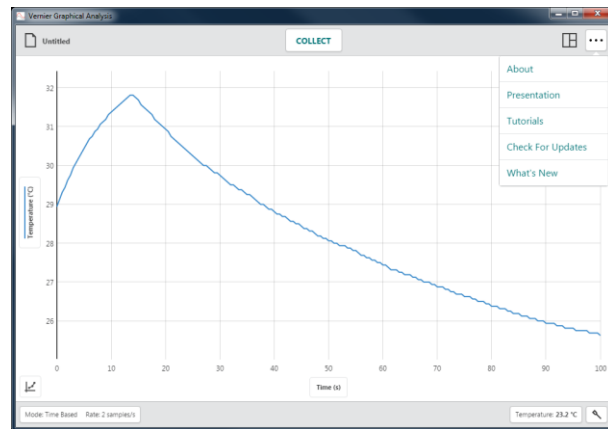 Vernier Graphical Analysis
Untitled
COLLECT
About
Presentation
Tutorials
Check For Updates
What's New
32
31
30
29
28
27
26
Temperature (°C)
0 10 20 30 40 50 60 70 80 90 100
Time (s)
Mode: Time Based Rate: 2 samples/s
Temperature: 23.2 °C